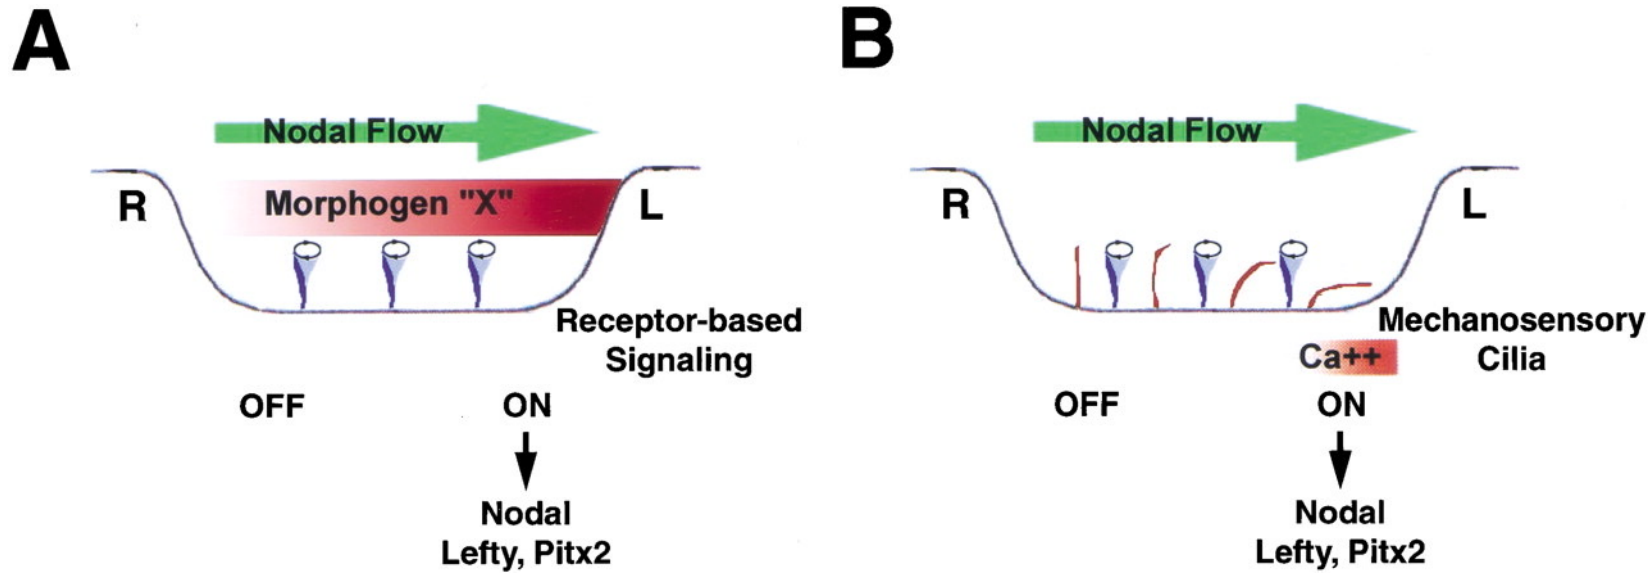 A
Nodal Flow
R
Morphogen "X"
L
Receptor-based
Signaling
OFF
ON
Nodal
Lefty, Pitx2
B
Nodal Flow
R
L
Mechanosensory
Cilia
Ca++
OFF
ON
Nodal
Lefty, Pitx2